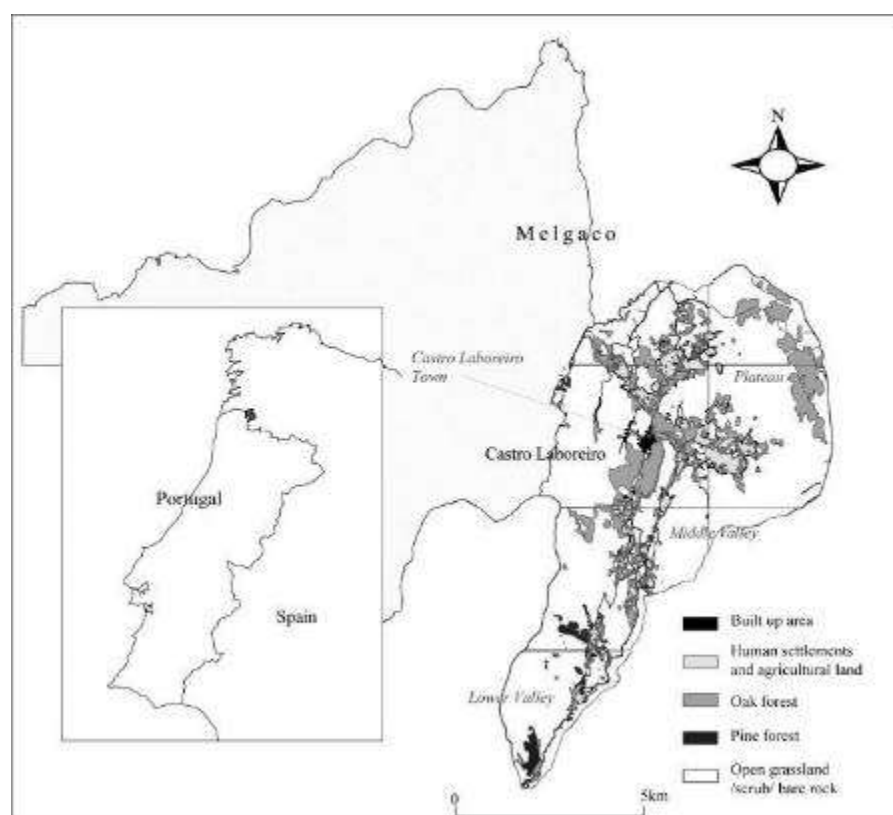 N
Melgaco
Castro Laboreiro
Town
Plateau
Castro Laboreiro
Portugal
Middle Valley
Spain
Built up area
Human settlements
and agricultural land
Oak forest
Lower Valley
Pine forest
Open grassland
/scrub/ bare rock
0
5km